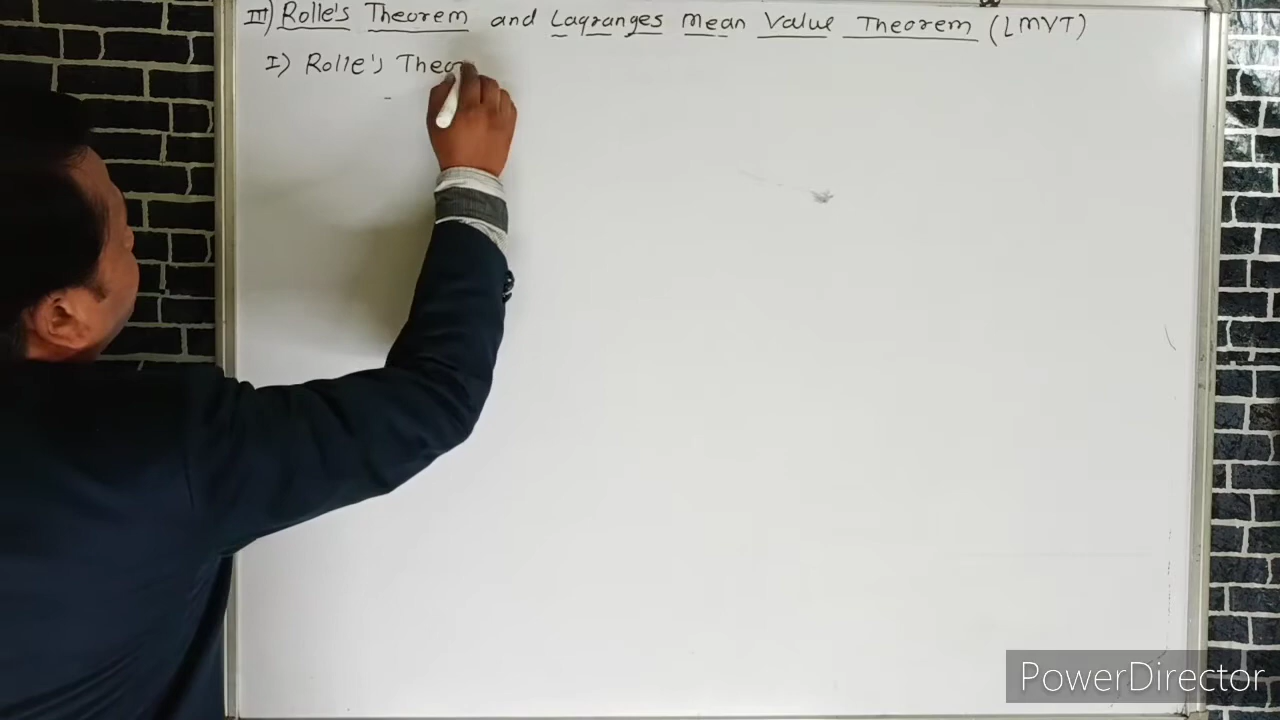 III) Rolle's Theorem and Lagranges Mean Value Theorem (LMVT)
I) Rolle's Theo
PowerDirector